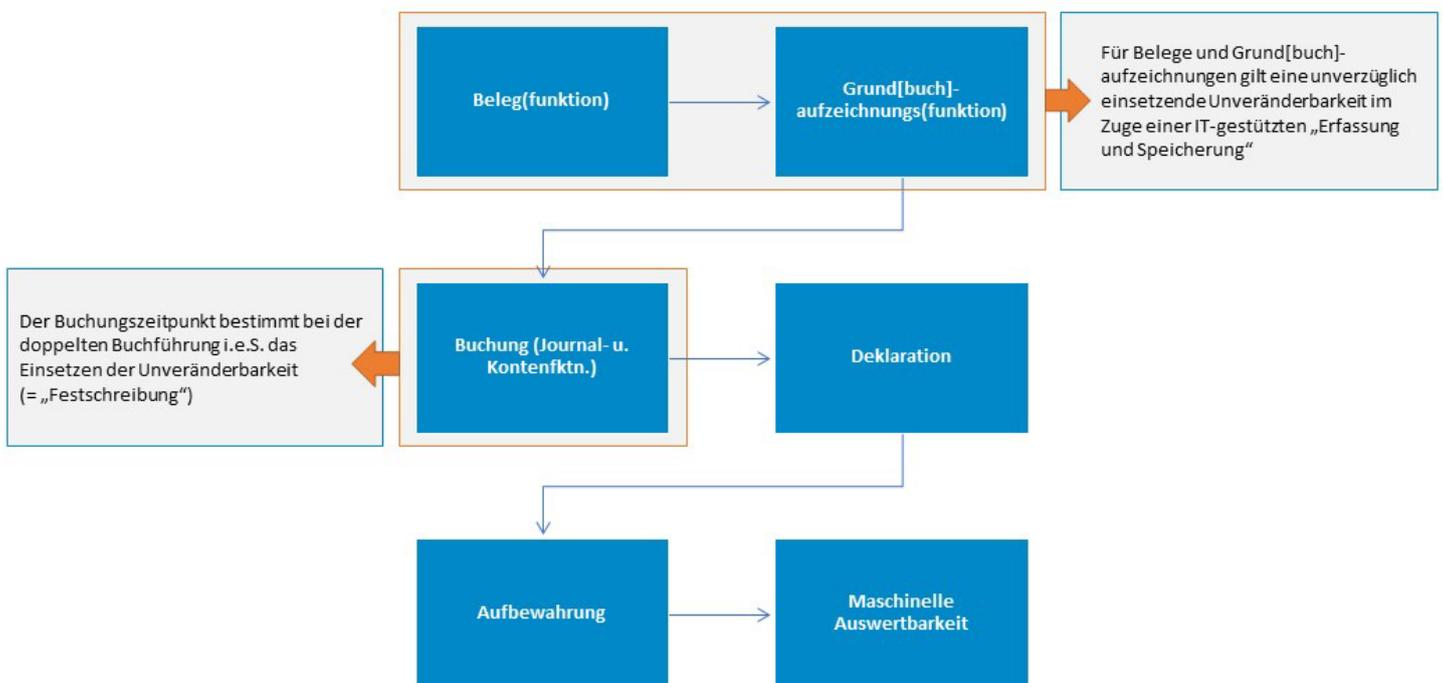 Beleg(funktion)
Grund[buch]-
aufzeichnungs(funktion)
Für Belege und Grund[buch]-
aufzeichnungen gilt eine unverzüglich
einsetzende Unveränderbarkeit im
Zuge einer IT-gestützten „Erfassung
und Speicherung“
Der Buchungszeitpunkt bestimmt bei der
doppelten Buchführung i.e.S. das
Einsetzen der Unveränderbarkeit
(= „Festschreibung“)
Buchung (Journal- u.
Kontenfktn.)
Deklaration
Aufbewahrung
Maschinelle
Auswertbarkeit